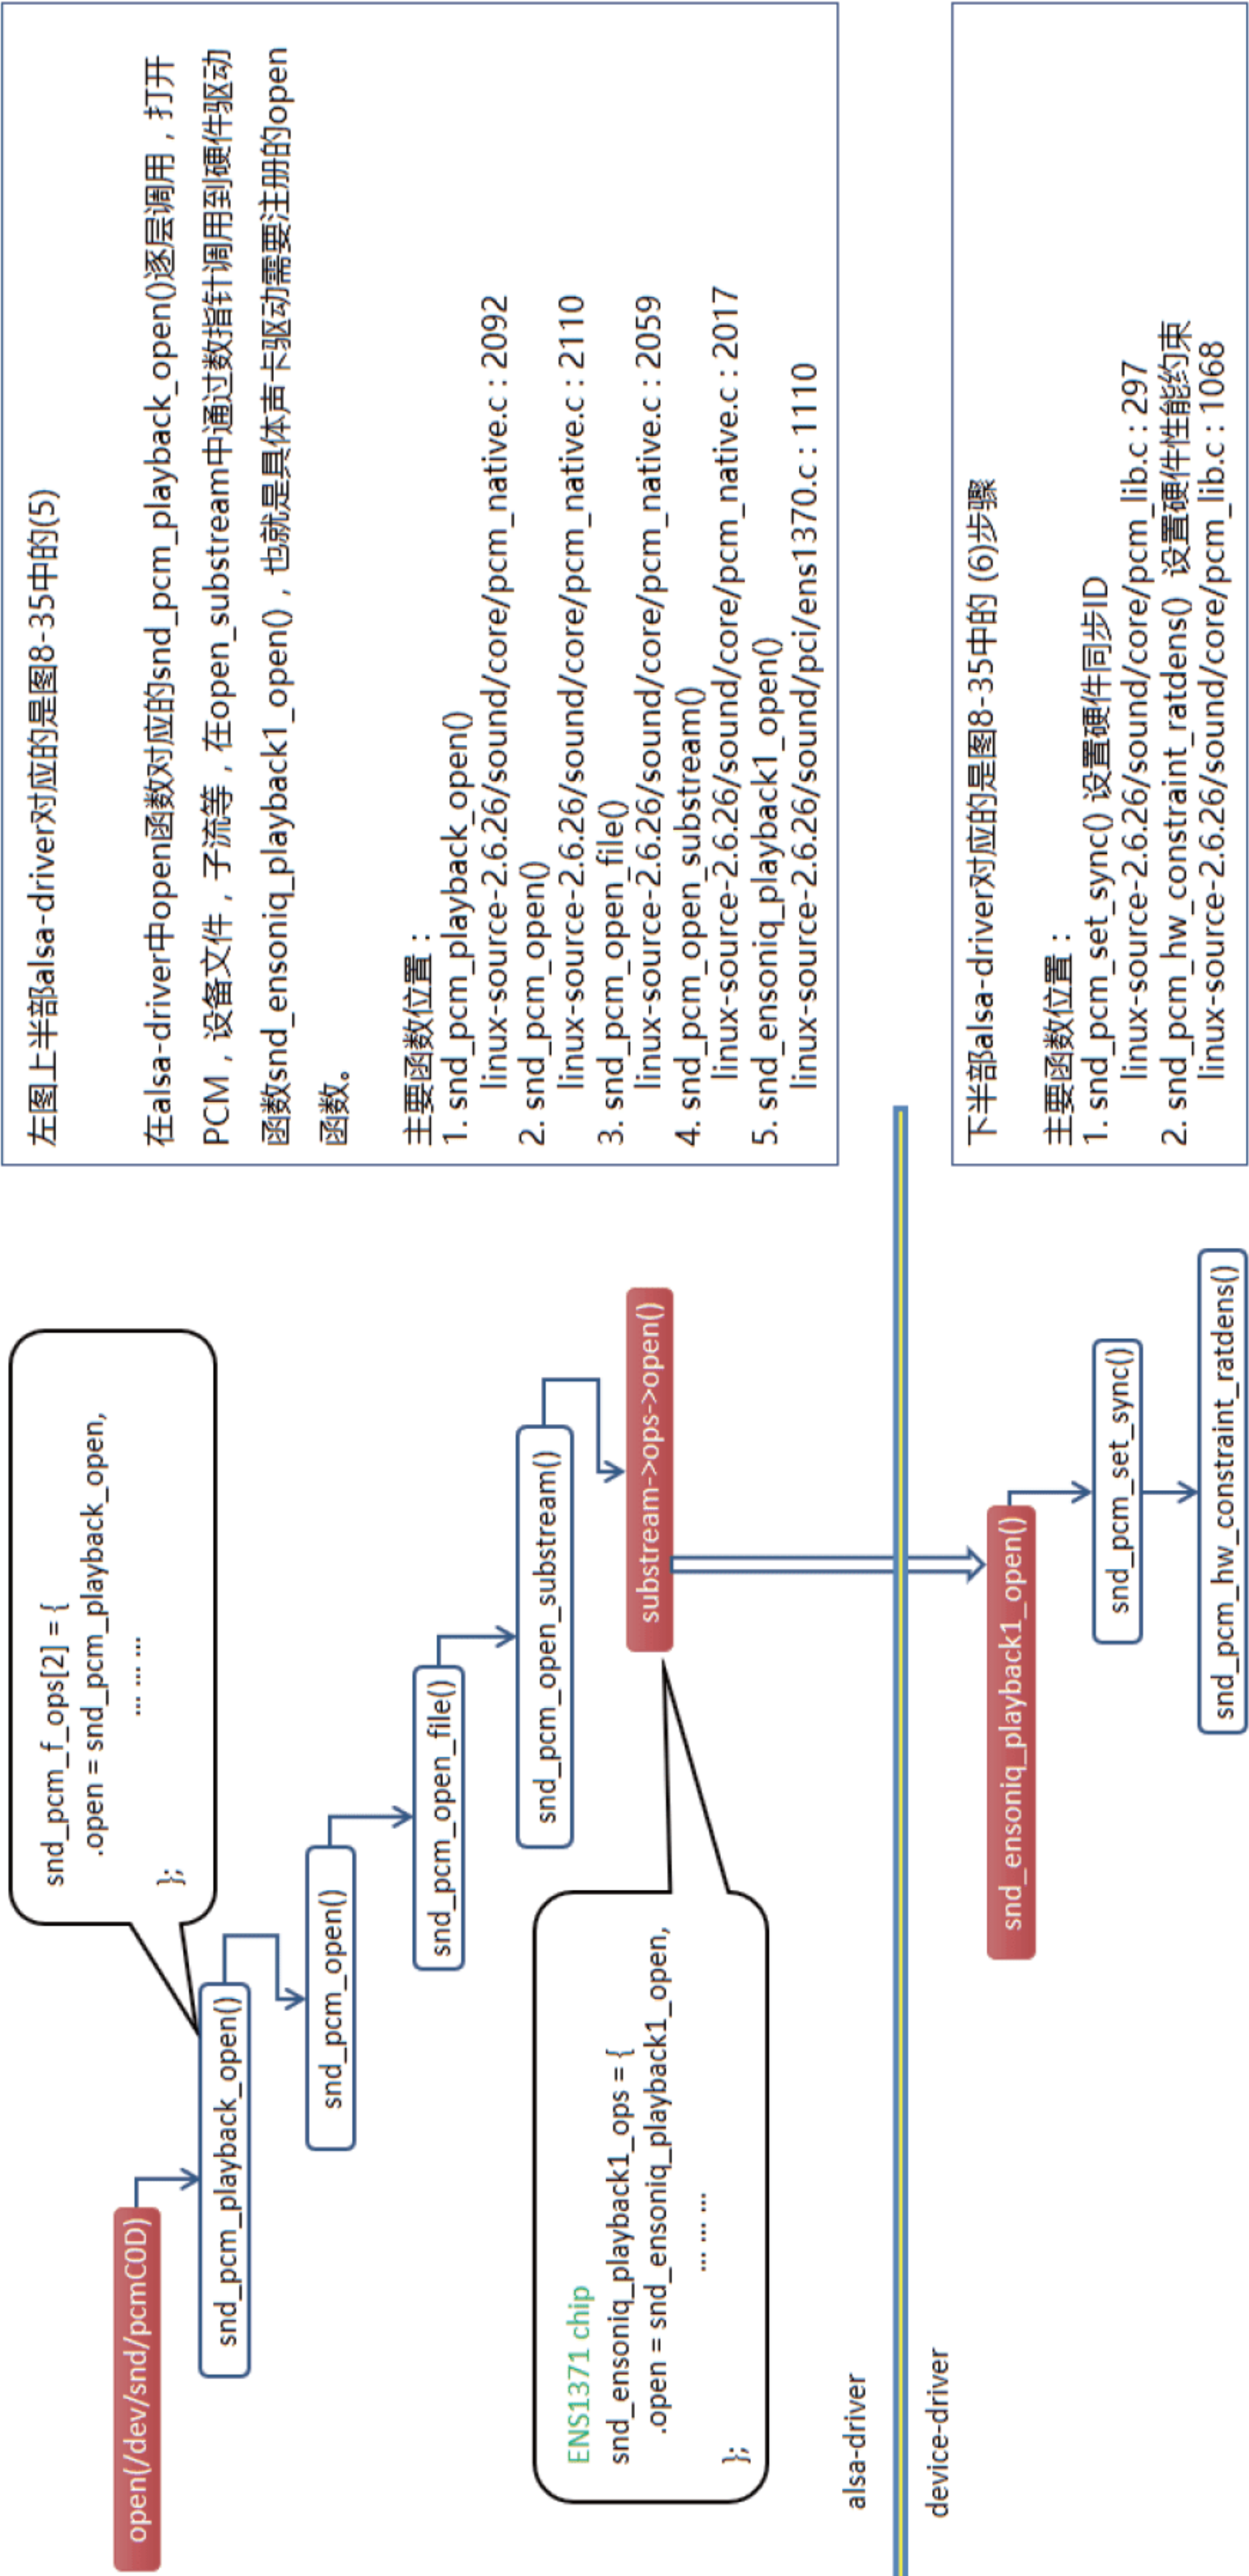 open(/dev/snd/pcmC0D)
snd_pcm_f_ops[2] = {
.open = snd_pcm_playback_open,
... ... ...
};
snd_pcm_playback_open()
snd_pcm_open()
snd_pcm_open_file()
snd_pcm_open_substream()
substream->ops->open()
ENS1371 chip
snd_ensoniq_playback1_ops = {
.open = snd_ensoniq_playback1_open,
... ... ...
};
alsa-driver
device-driver
snd_ensoniq_playback1_open()
snd_pcm_set_sync()
snd_pcm_hw_constraint_ratdens()
左图上半部alsa-driver对应的是图8-35中的(5)
在alsa-driver中open函数对应的snd_pcm_playback_open()逐层调用，打开
PCM，设备文件，子流等，在open_substream中通过数指针调用到硬件驱动
函数snd_ensoniq_playback1_open()，也就是具体声卡驱动需要注册的open
函数。
主要函数位置：
1. snd_pcm_playback_open()
linux-source-2.6.26/sound/core/pcm_native.c : 2092
2. snd_pcm_open()
linux-source-2.6.26/sound/core/pcm_native.c : 2110
3. snd_pcm_open_file()
linux-source-2.6.26/sound/core/pcm_native.c : 2059
4. snd_pcm_open_substream()
linux-source-2.6.26/sound/core/pcm_native.c : 2017
5. snd_ensoniq_playback1_open()
linux-source-2.6.26/sound/pci/ens1370.c : 1110
下半部alsa-driver对应的是图8-35中的 (6)步骤
主要函数位置：
1. snd_pcm_set_sync() 设置硬件同步ID
linux-source-2.6.26/sound/core/pcm_lib.c : 297
2. snd_pcm_hw_constraint_ratdens() 设置硬件性能约束
linux-source-2.6.26/sound/core/pcm_lib.c : 1068